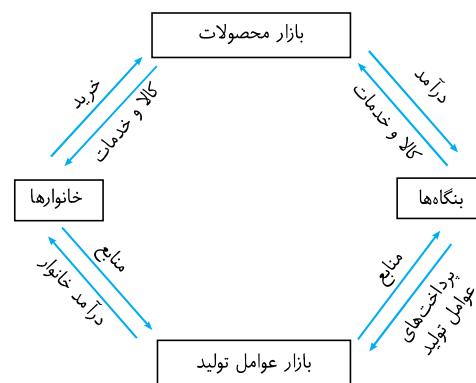 بازار محصولات
خرید
کالا و خدمات
درآمد
کالا و خدمات
خانوارها
بنگاه‌ها
منابع
درآمد خانوار
منابع
پرداخت‌های
عوامل تولید
بازار عوامل تولید